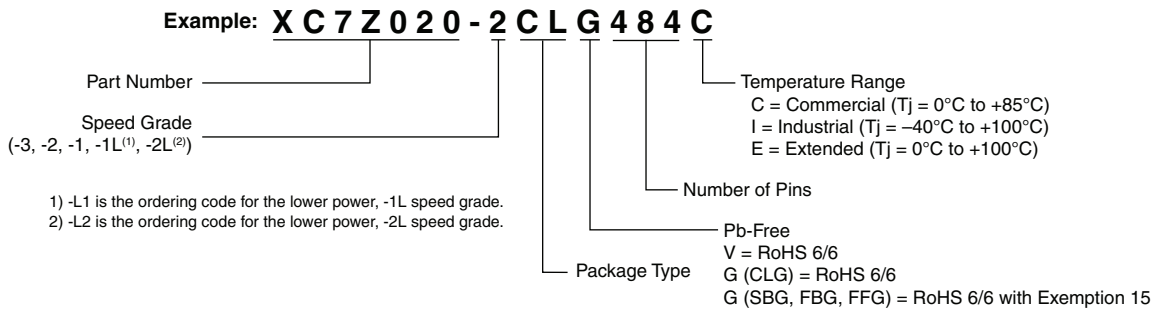 Example: XC7Z020-2CLG484C
Part Number
Speed Grade
(-3, -2, -1, -1L(1), -2L(2))
Temperature Range
C = Commercial (Tj = 0°C to +85°C)
I = Industrial (Tj = –40°C to +100°C)
E = Extended (Tj = 0°C to +100°C)
Number of Pins
1) -L1 is the ordering code for the lower power, -1L speed grade.
2) -L2 is the ordering code for the lower power, -2L speed grade.
Pb-Free
V = RoHS 6/6
G (CLG) = RoHS 6/6
G (SBG, FBG, FFG) = RoHS 6/6 with Exemption 15
Package Type